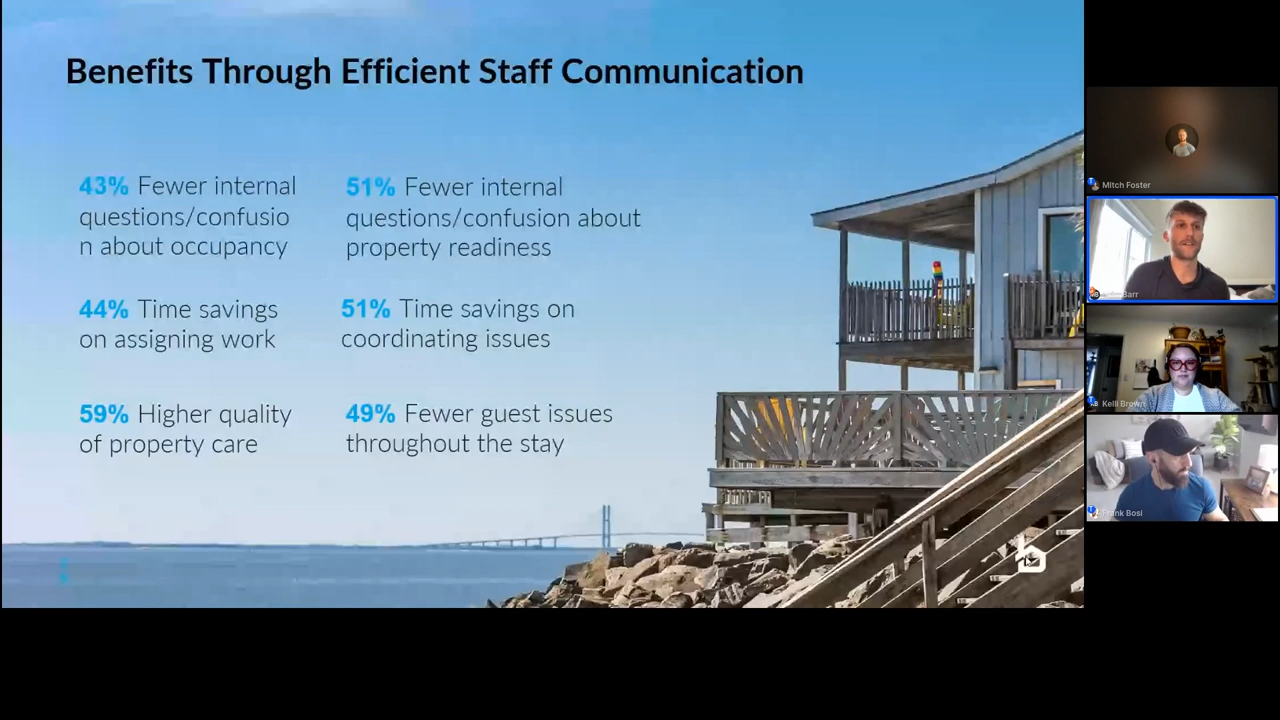 Benefits Through Efficient Staff Communication
43% Fewer internal
questions/confusio
n about occupancy
51% Fewer internal
questions/confusion about
property readiness
44% Time savings
on assigning work
51% Time savings on
coordinating issues
59% Higher quality
of property care
49% Fewer guest issues
throughout the stay
Mitch Foster
Barr
Kelli Brown
Frank Bosi